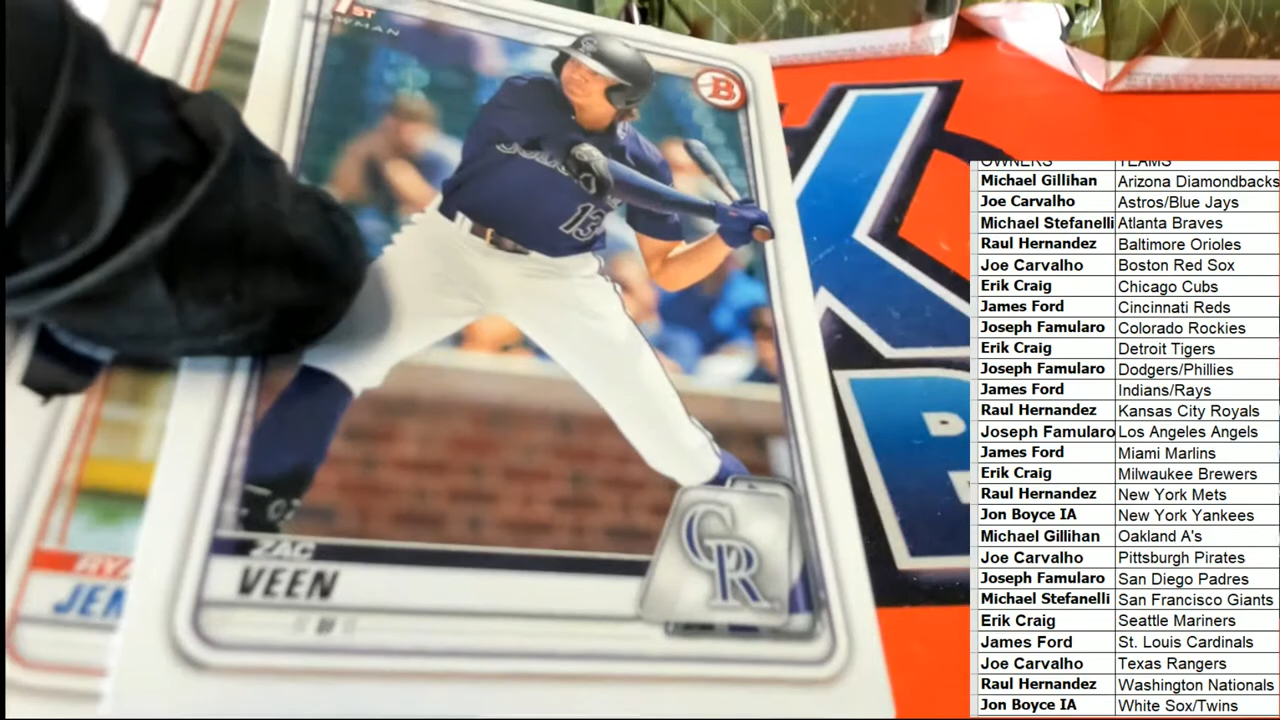 1ST
B
13
CR
ZAC
VEEN
OWNERS TEAMS
Michael Gillihan Arizona Diamondbacks
Joe Carvalho Astros/Blue Jays
Michael Stefanelli Atlanta Braves
Raul Hernandez Baltimore Orioles
Joe Carvalho Boston Red Sox
Erik Craig Chicago Cubs
James Ford Cincinnati Reds
Joseph Famularo Colorado Rockies
Erik Craig Detroit Tigers
Joseph Famularo Dodgers/Phillies
James Ford Indians/Rays
Raul Hernandez Kansas City Royals
Joseph Famularo Los Angeles Angels
James Ford Miami Marlins
Erik Craig Milwaukee Brewers
Raul Hernandez New York Mets
Jon Boyce IA New York Yankees
Michael Gillihan Oakland A's
Joe Carvalho Pittsburgh Pirates
Joseph Famularo San Diego Padres
Michael Stefanelli San Francisco Giants
Erik Craig Seattle Mariners
James Ford St. Louis Cardinals
Joe Carvalho Texas Rangers
Raul Hernandez Washington Nationals
Jon Boyce IA White Sox/Twins